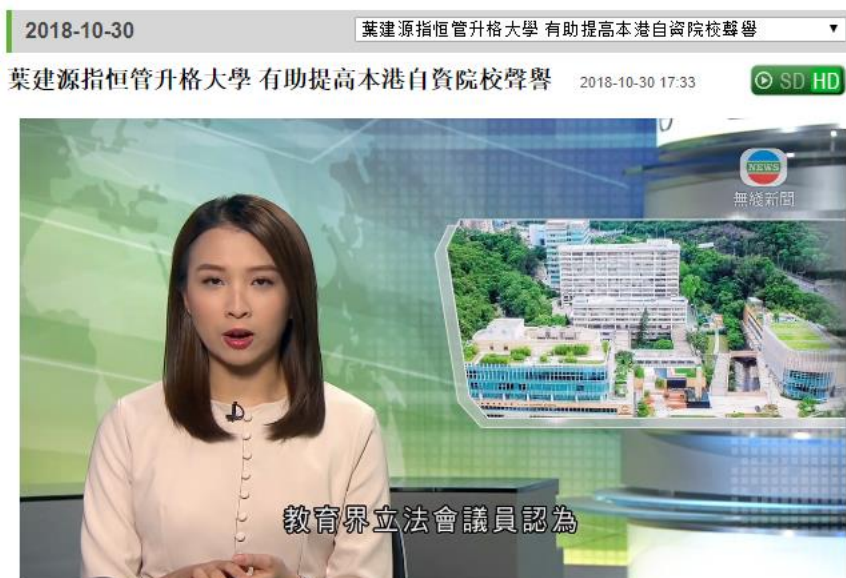 2018-10-30
葉建源指恒管升格大學 有助提高本港自資院校聲譽
葉建源指恒管升格大學 有助提高本港自資院校聲譽
2018-10-30 17:33
SD HD
NEWS
無綫新聞
教育界立法會議員認為